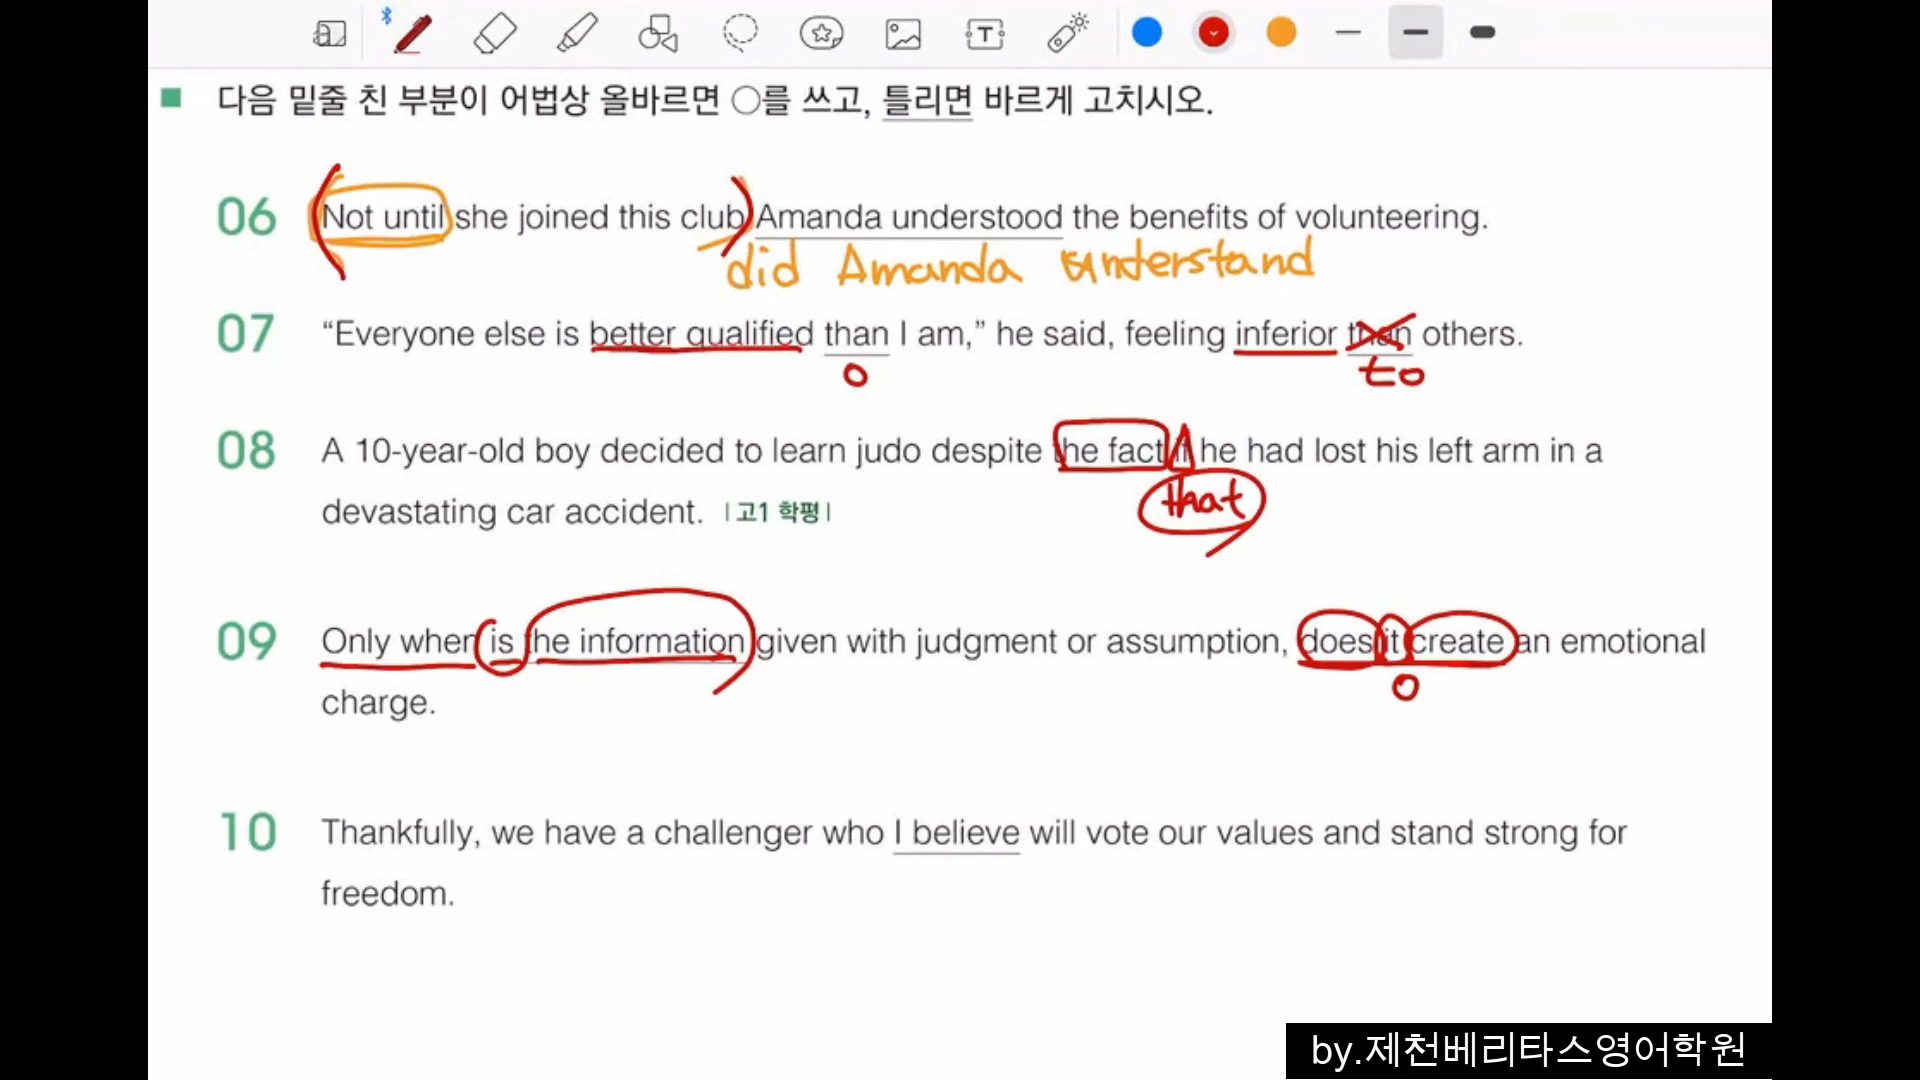 다음 밑줄 친 부분이 어법상 올바르면 ○를 쓰고, 틀리면 바르게 고치시오.
06 Not until she joined this club Amanda understood the benefits of volunteering.
did Amanda understand
07 “Everyone else is better qualified than I am,” he said, feeling inferior than others.
o to
08 A 10-year-old boy decided to learn judo despite the fact if he had lost his left arm in a
that
devastating car accident. | 고1 학평 |
09 Only when is the information given with judgment or assumption, does it create an emotional
o
charge.
10 Thankfully, we have a challenger who I believe will vote our values and stand strong for
freedom.
by.제천베리타스영어학원